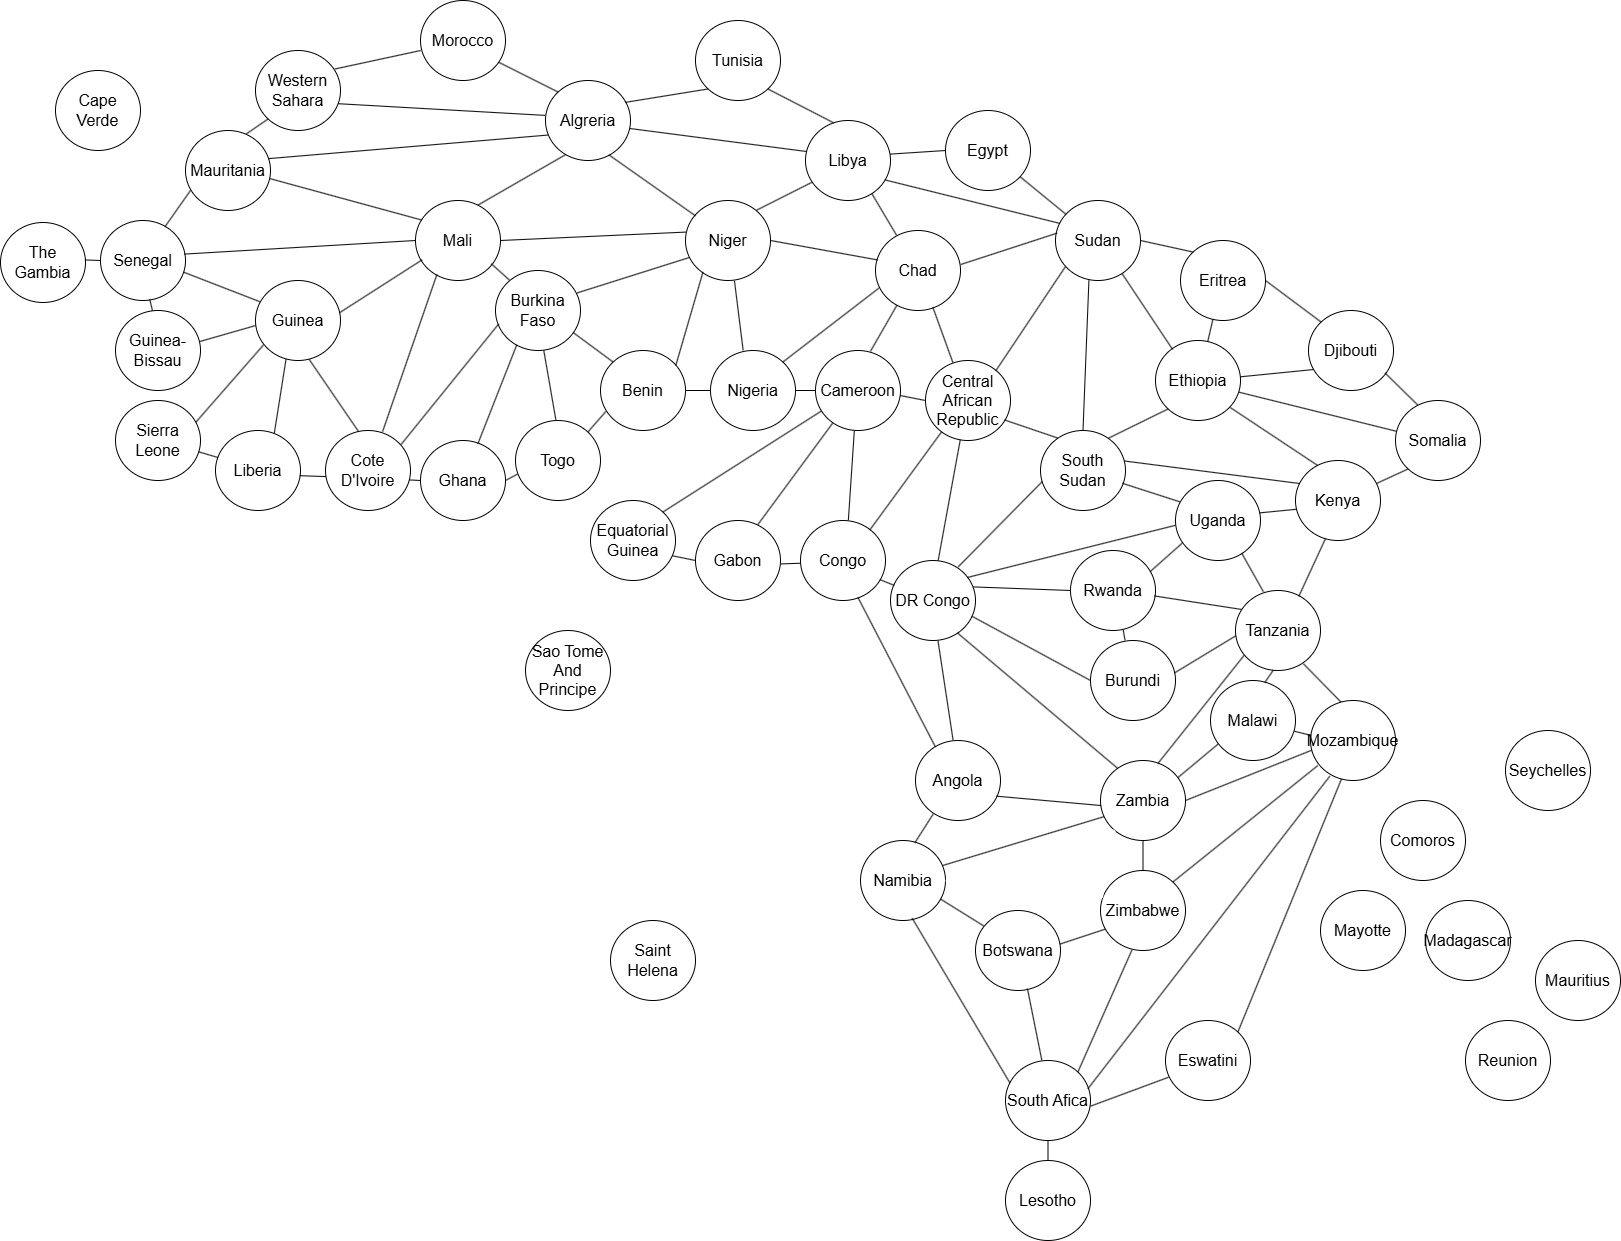 Morocco
Tunisia
Western
Sahara
Cape
Verde
Algreria
Egypt
Libya
Mauritania
Mali
Niger
Sudan
The
Gambia
Senegal
Chad
Eritrea
Burkina
Faso
Guinea
Guinea-
Bissau
Djibouti
Ethiopia
Benin
Nigeria
Cameroon
Central
African
Republic
Sierra
Leone
Somalia
Liberia
Cote
D'Ivoire
Ghana
Togo
South
Sudan
Kenya
Uganda
Equatorial
Guinea
Gabon
Congo
Rwanda
DR Congo
Tanzania
Sao Tome
And
Principe
Burundi
Malawi
Mozambique
Seychelles
Angola
Zambia
Comoros
Namibia
Zimbabwe
Mayotte
Madagascar
Botswana
Saint
Helena
Mauritius
Eswatini
Reunion
South Afica
Lesotho